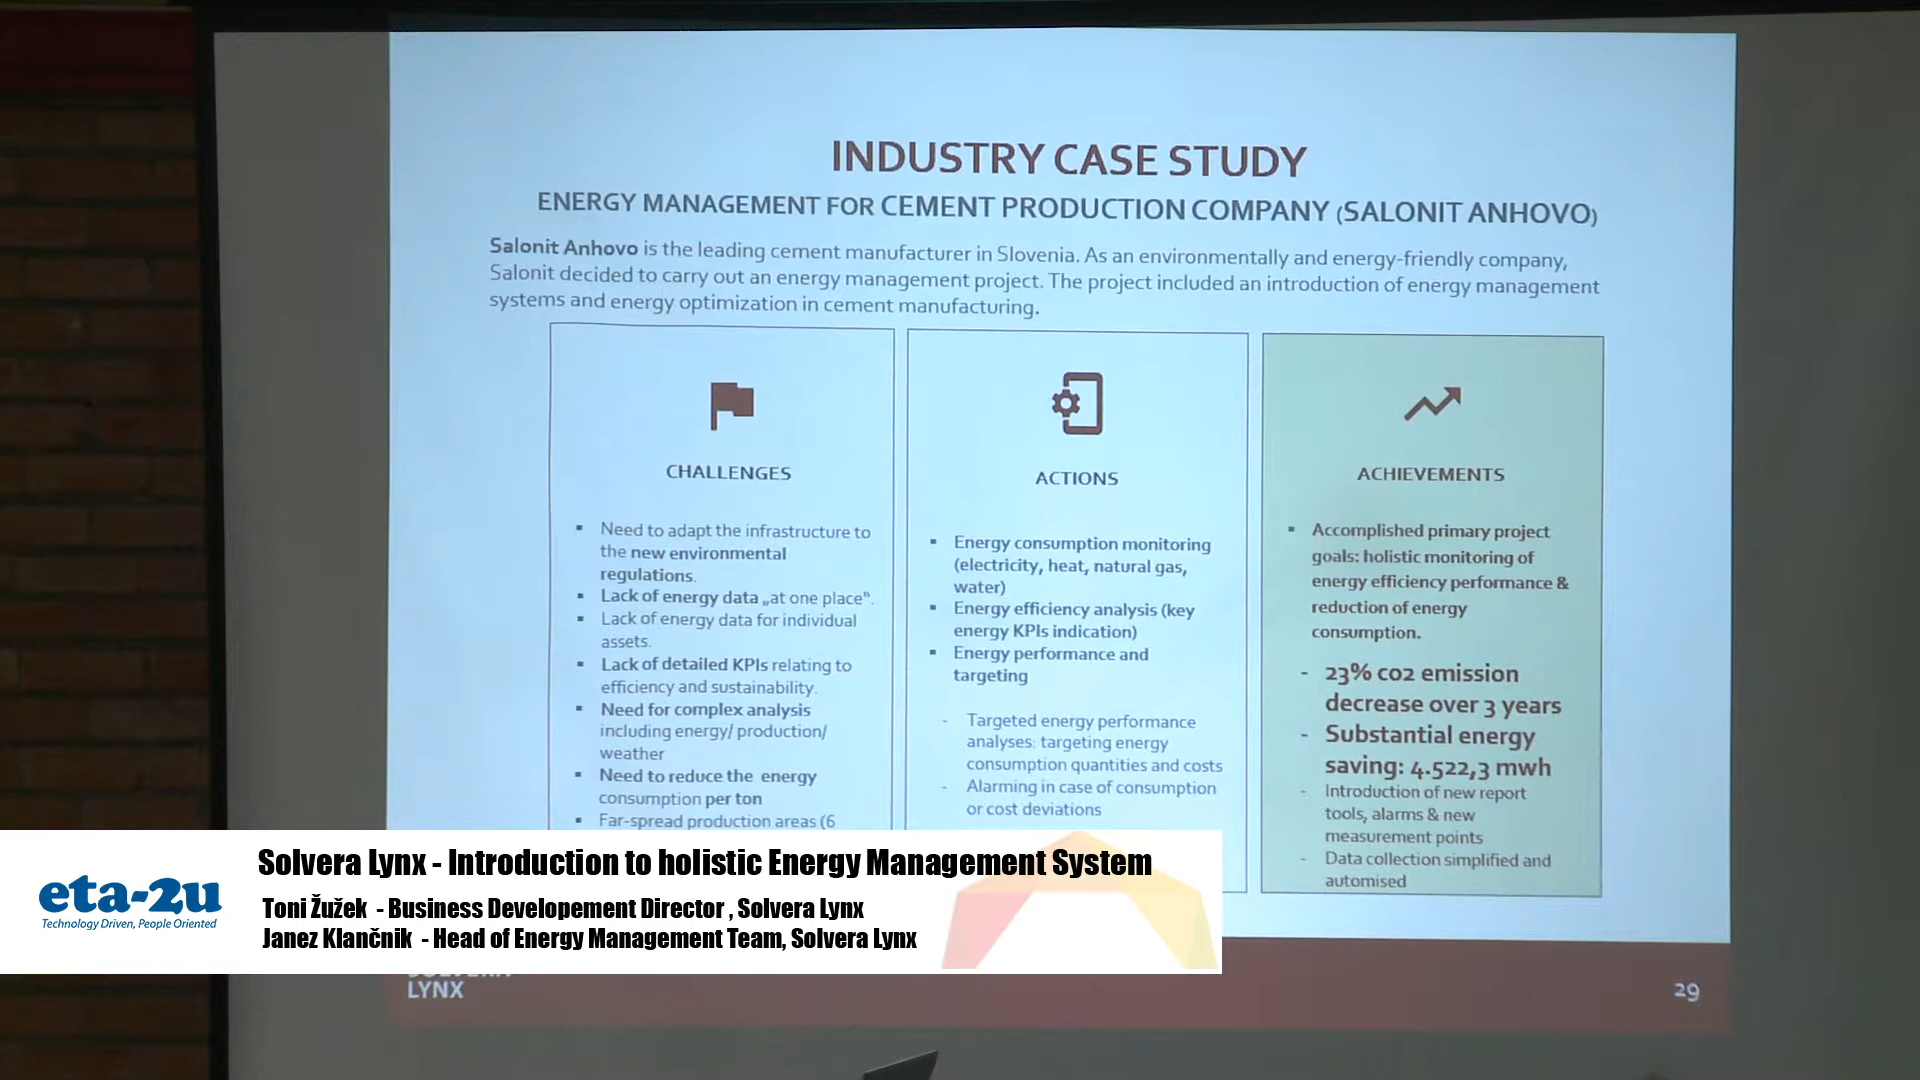 INDUSTRY CASE STUDY
ENERGY MANAGEMENT FOR CEMENT PRODUCTION COMPANY (SALONIT ANHOVO)
Salonit Anhovo is the leading cement manufacturer in Slovenia. As an environmentally and energy-friendly company,
Salonit decided to carry out an energy management project. The project included an introduction of energy management
systems and energy optimization in cement manufacturing.
CHALLENGES
▪ Need to adapt the infrastructure to
the new environmental
regulations.
▪ Lack of energy data „at one place".
▪ Lack of energy data for individual
assets.
▪ Lack of detailed KPIs relating to
efficiency and sustainability.
▪ Need for complex analysis
including energy/ production/
weather
▪ Need to reduce the energy
consumption per ton
▪ Far-spread production areas (6
ACTIONS
▪ Energy consumption monitoring
(electricity, heat, natural gas,
water)
▪ Energy efficiency analysis (key
energy KPIs indication)
▪ Energy performance and
targeting
- Targeted energy performance
analyses: targeting energy
consumption quantities and costs
- Alarming in case of consumption
or cost deviations
ACHIEVEMENTS
▪ Accomplished primary project
goals: holistic monitoring of
energy efficiency performance &
reduction of energy
consumption.
- 23% co2 emission
decrease over 3 years
- Substantial energy
saving: 4.522,3 mwh
- Introduction of new report
tools, alarms & new
measurement points
- Data collection simplified and
automised
eta-2u
Technology Driven, People Oriented
Solvera Lynx - Introduction to holistic Energy Management System
Toni Žužek - Business Developement Director , Solvera Lynx
Janez Klančnik - Head of Energy Management Team, Solvera Lynx
LYNX
29